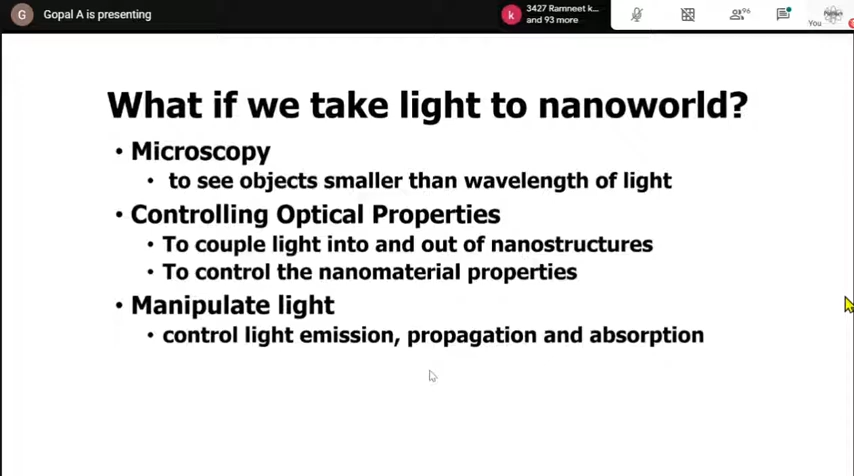 G Gopal A is presenting
k 3427 Ramneet k...
and 93 more
96
You
What if we take light to nanoworld?
• Microscopy
• to see objects smaller than wavelength of light
• Controlling Optical Properties
• To couple light into and out of nanostructures
• To control the nanomaterial properties
• Manipulate light
• control light emission, propagation and absorption